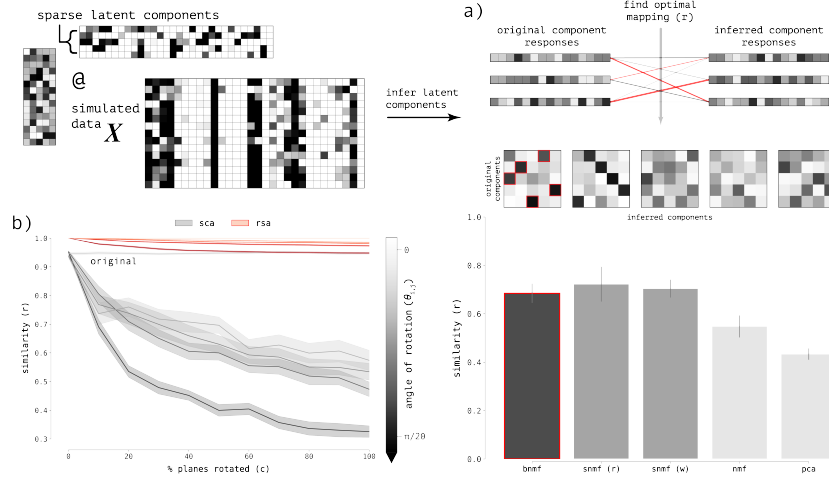 sparse latent components
@
simulated
data X
infer latent
components
a)
find optimal
mapping (r)
original component
responses
inferred component
responses
original
components
inferred components
similarity (r)
1.0
0.8
0.6
0.4
0.2
0.0
bnmf
snmf (r)
snmf (w)
nmf
pca
b)
sca
rsa
original
similarity (r)
1.0
0.9
0.8
0.7
0.6
0.5
0.4
0.3
0
20
40
60
80
100
% planes rotated (c)
0
angle of rotation (θi,j)
π/20